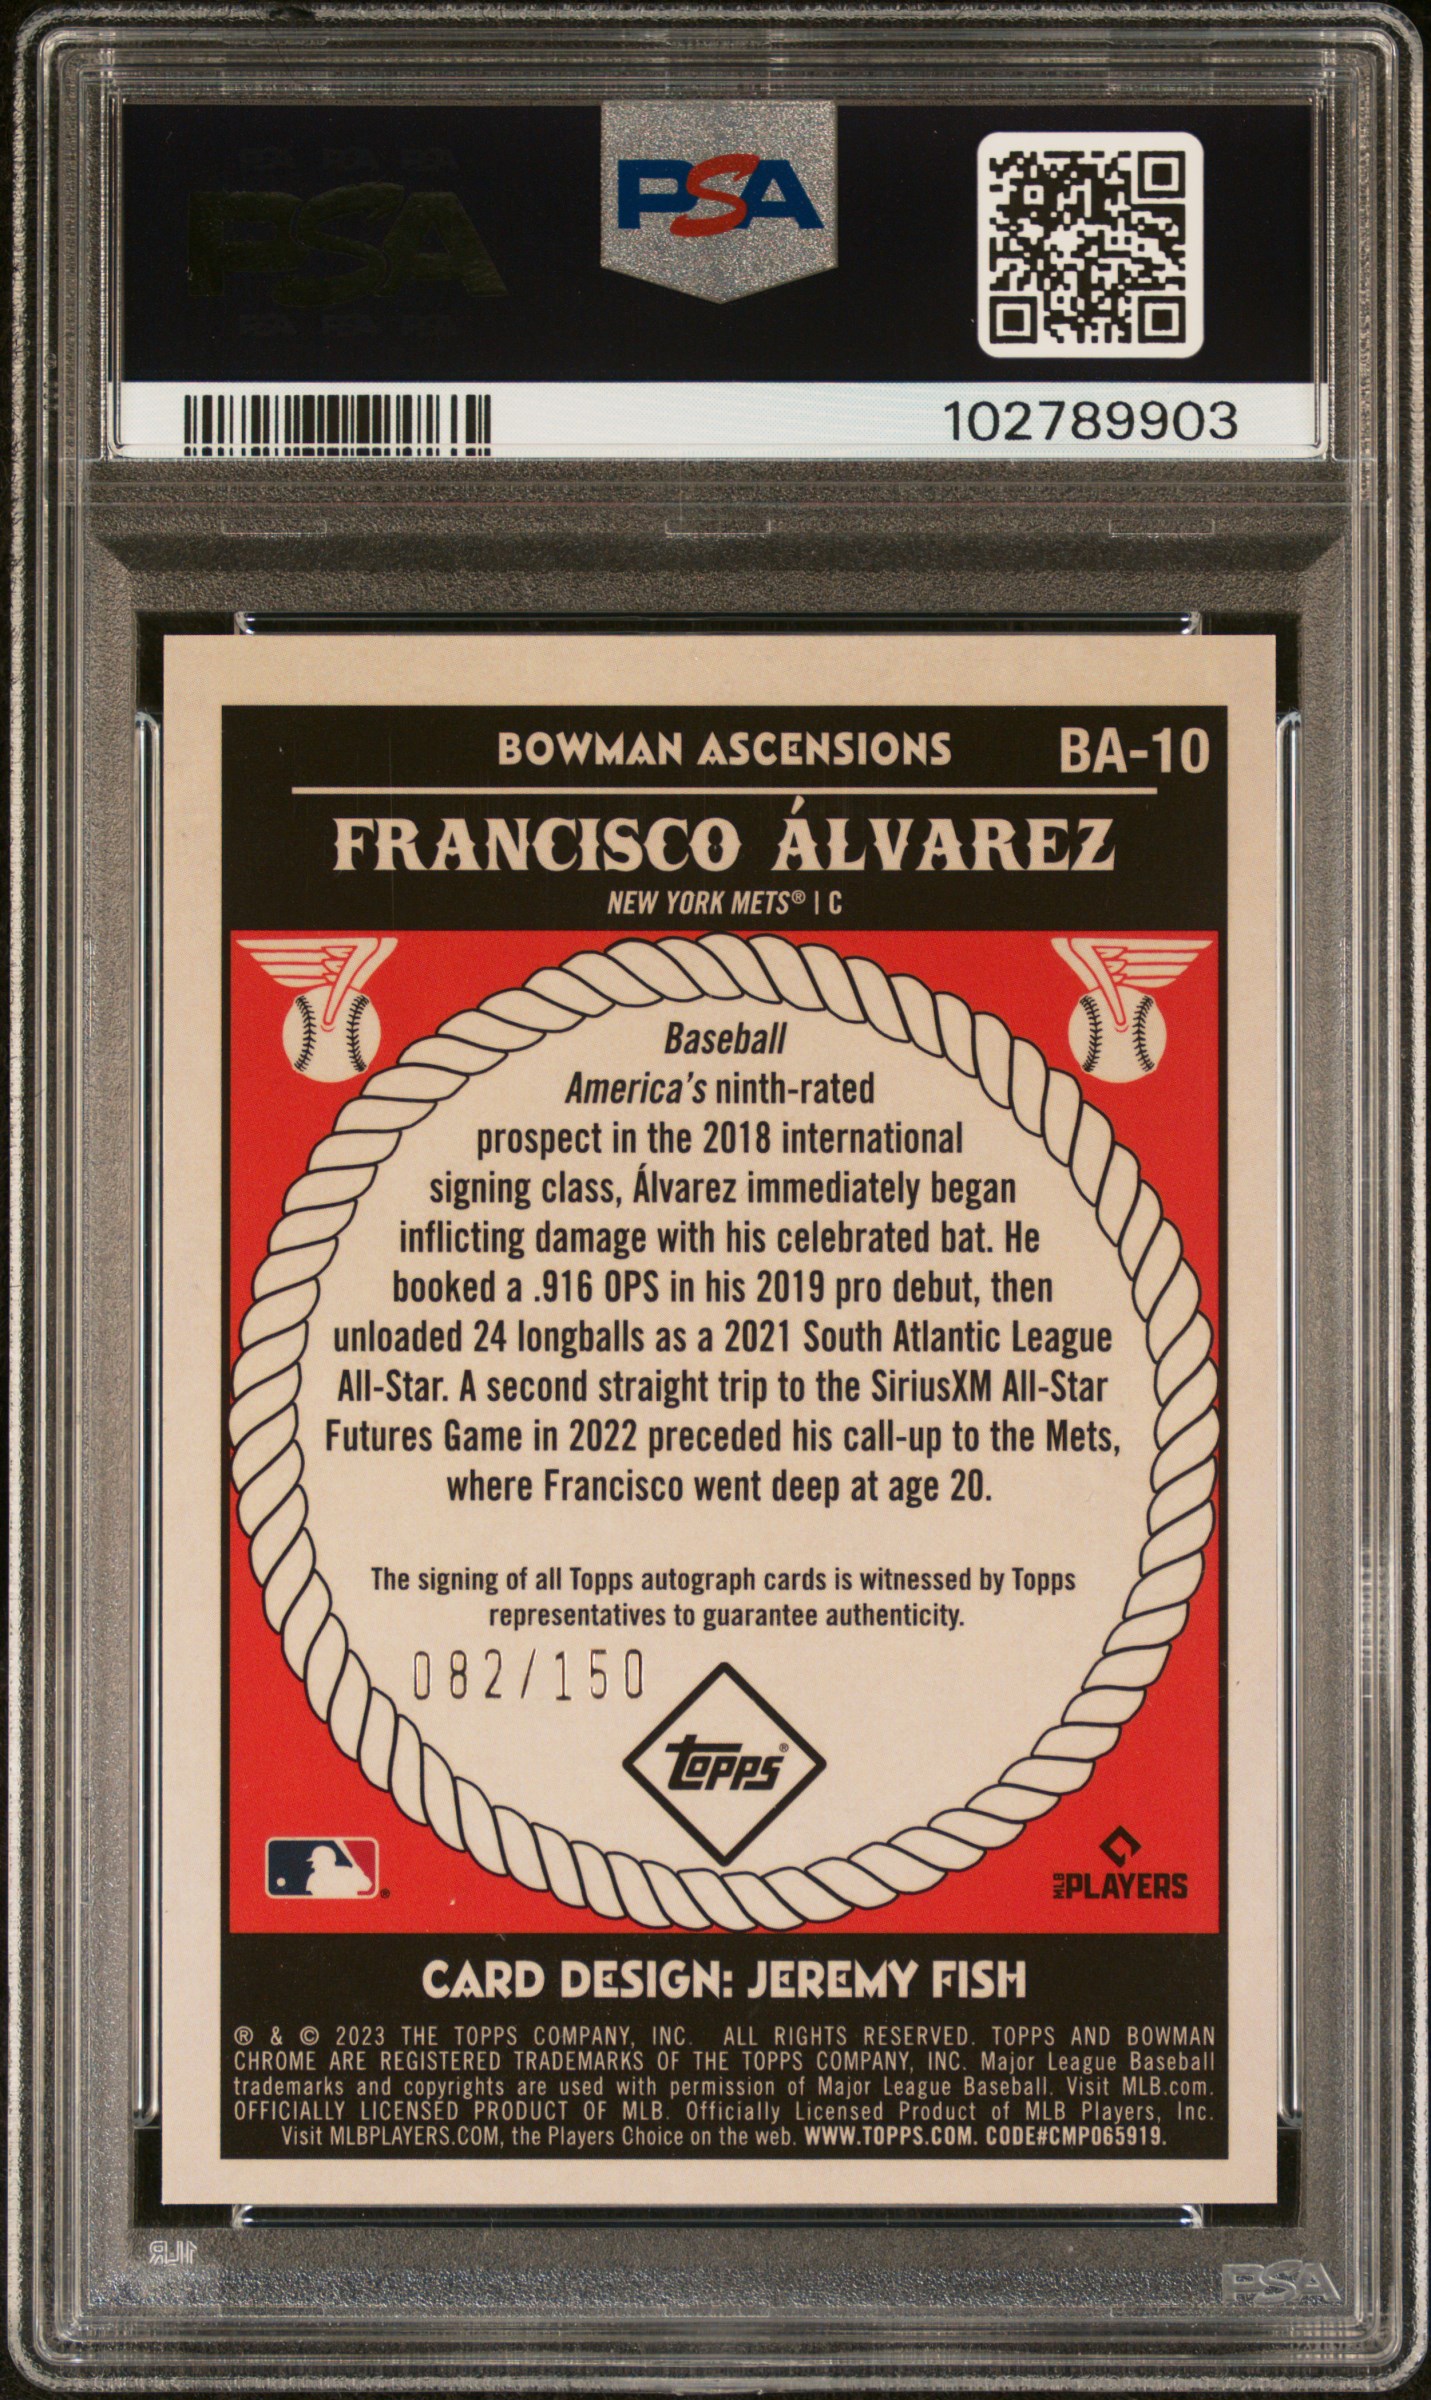 PSA PSA PSA
PSA
PSA PSA PSA
PSA
102789903
BOWMAN ASCENSIONS BA-10
FRANCISCO ÁLVAREZ
NEW YORK METS® | C
Baseball
America's ninth-rated
prospect in the 2018 international
signing class, Álvarez immediately began
inflicting damage with his celebrated bat. He
booked a .916 OPS in his 2019 pro debut, then
unloaded 24 longballs as a 2021 South Atlantic League
All-Star. A second straight trip to the SiriusXM All-Star
Futures Game in 2022 preceded his call-up to the Mets,
where Francisco went deep at age 20.
The signing of all Topps autograph cards is witnessed by Topps
representatives to guarantee authenticity.
082/150
topps®
®
MLB PLAYERS
CARD DESIGN: JEREMY FISH
® & © 2023 THE TOPPS COMPANY, INC. ALL RIGHTS RESERVED. TOPPS AND BOWMAN
CHROME ARE REGISTERED TRADEMARKS OF THE TOPPS COMPANY, INC. Major League Baseball
trademarks and copyrights are used with permission of Major League Baseball. Visit MLB.com.
OFFICIALLY LICENSED PRODUCT OF MLB. Officially Licensed Product of MLB Players, Inc.
Visit MLBPLAYERS.COM, the Players Choice on the web. WWW.TOPPS.COM. CODE#CMP065919.
PSA